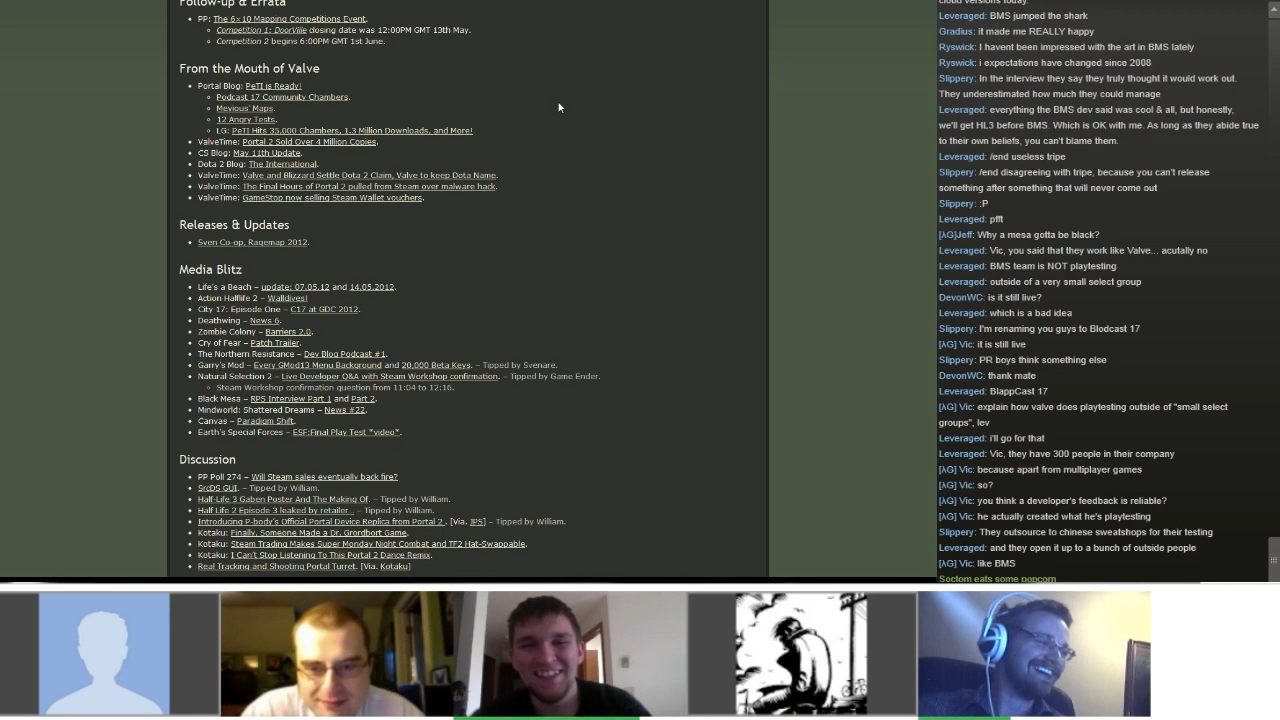 Follow-up & Errata
PP: The 6×10 Mapping Competitions Event.
Competition 1: DoorVille closing date was 12:00PM GMT 13th May.
Competition 2 begins 6:00PM GMT 1st June.
From the Mouth of Valve
Portal Blog: PeTI is Ready!
Podcast 17 Community Chambers.
Mevious' Maps.
12 Angry Tests.
LG: PeTI Hits 35,000 Chambers, 1.3 Million Downloads, and More!
ValveTime: Portal 2 Sold Over 4 Million Copies.
CS Blog: May 11th Update.
Dota 2 Blog: The International.
ValveTime: Valve and Blizzard Settle Dota 2 Claim, Valve to keep Dota Name.
ValveTime: The Final Hours of Portal 2 pulled from Steam over malware hack.
ValveTime: GameStop now selling Steam Wallet vouchers.
Releases & Updates
Sven Co-op, Ragemap 2012.
Media Blitz
Life's a Beach – update: 07.05.12 and 14.05.2012.
Action Halflife 2 – Walldives!
City 17: Episode One – C17 at GDC 2012.
Deathwing – News 6.
Zombie Colony – Barriers 2.0.
Cry of Fear – Patch Trailer.
The Northern Resistance – Dev Blog Podcast #1.
Garry's Mod – Every GMod13 Menu Background and 20,000 Beta Keys. – Tipped by Svenare.
Natural Selection 2 – Live Developer Q&A with Steam Workshop confirmation. – Tipped by Game Ender.
Steam Workshop confirmation question from 11:04 to 12:16.
Black Mesa – RPS Interview Part 1 and Part 2.
Mindworld: Shattered Dreams – News #22.
Canvas – Paradigm Shift.
Earth's Special Forces – ESF:Final Play Test *video*.
Discussion
PP Poll 274 – Will Steam sales eventually back fire?
SrcDS GUI. – Tipped by William.
Half-Life 3 Gaben Poster And The Making Of. – Tipped by William.
Half Life 2 Episode 3 leaked by retailer... – Tipped by William.
Introducing P-body's Official Portal Device Replica from Portal 2 . [Via. JPS] – Tipped by William.
Kotaku: Finally, Someone Made a Dr. Grordbort Game.
Kotaku: Steam Trading Makes Super Monday Night Combat and TF2 Hat-Swappable.
Kotaku: I Can't Stop Listening To This Portal 2 Dance Remix.
Real Tracking and Shooting Portal Turret. [Via. Kotaku]
cloud versions today.
Leveraged: BMS jumped the shark
Gradius: it made me REALLY happy
Ryswick: I havent been impressed with the art in BMS lately
Ryswick: i expectations have changed since 2008
Slippery: In the interview they say they truly thought it would work out.
They underestimated how much they could manage
Leveraged: everything the BMS dev said was cool & all, but honestly,
we'll get HL3 before BMS. Which is OK with me. As long as they abide true
to their own beliefs, you can't blame them.
Leveraged: /end useless tripe
Slippery: /end disagreeing with tripe, because you can't release
something after something that will never come out
Slippery: :P
Leveraged: pfft
[λG]Jeff: Why a mesa gotta be black?
Leveraged: Vic, you said that they work like Valve... acutally no
Leveraged: BMS team is NOT playtesting
Leveraged: outside of a very small select group
DevonWC: is it still live?
Leveraged: which is a bad idea
Slippery: I'm renaming you guys to Blodcast 17
[λG] Vic: it is still live
Slippery: PR boys think something else
DevonWC: thank mate
Leveraged: BlappCast 17
[λG] Vic: explain how valve does playtesting outside of "small select
groups", lev
Leveraged: i'll go for that
Leveraged: Vic, they have 300 people in their company
[λG] Vic: because apart from multiplayer games
[λG] Vic: so?
[λG] Vic: you think a developer's feedback is reliable?
[λG] Vic: he actually created what he's playtesting
Slippery: They outsource to chinese sweatshops for their testing
Leveraged: and they open it up to a bunch of outside people
[λG] Vic: like BMS
Soctom eats some popcorn